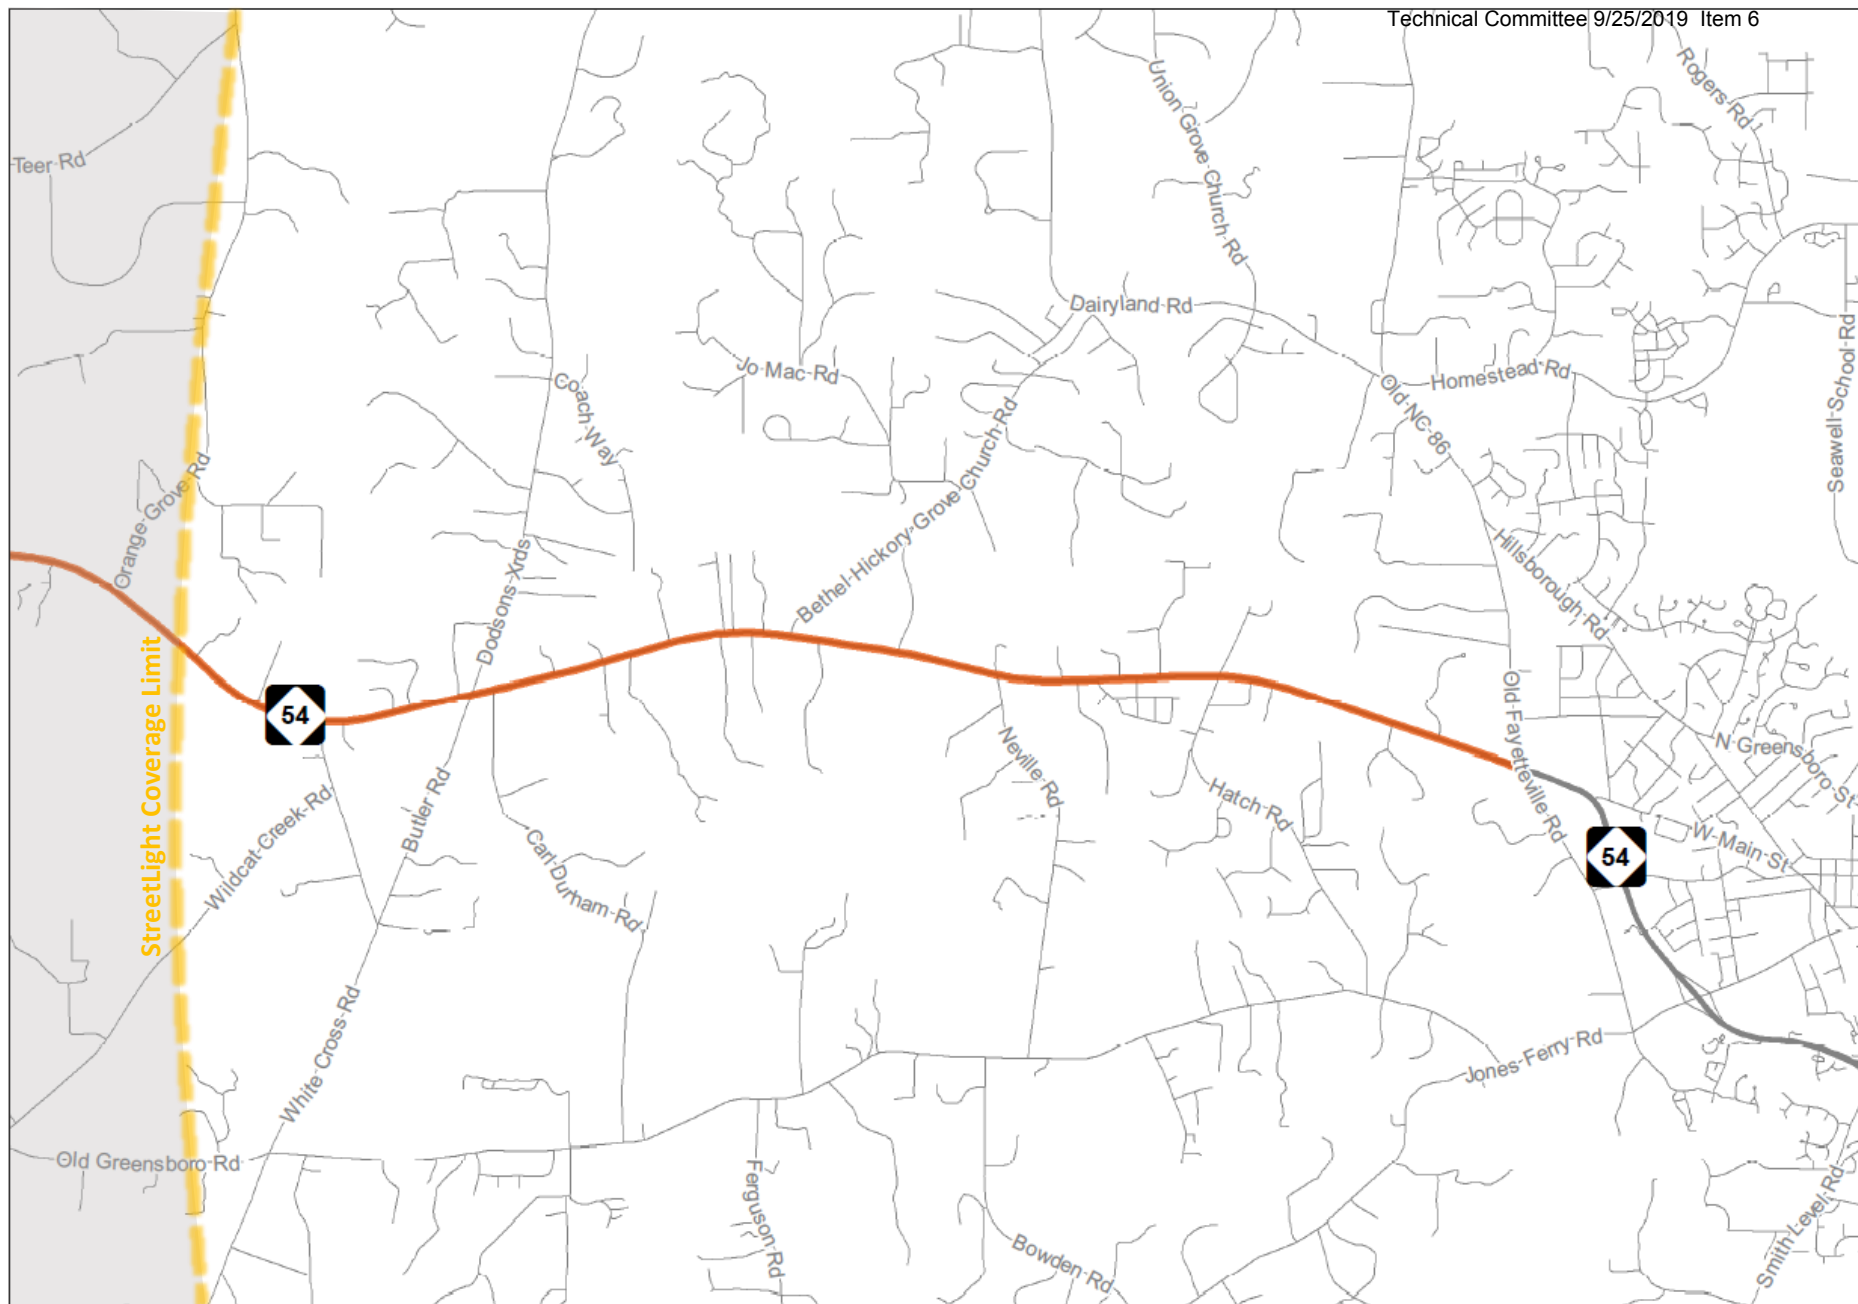 Technical Committee 9/25/2019 Item 6
Rogers Rd
Union Grove Church Rd
Teer Rd
Dairyland Rd
Seawell School Rd
Jo Mac Rd
Homestead Rd
Coach Way
Old NC 86
Bethel Hickory Grove Church Rd
Orange Grove Rd
Dodsons Xrds
Hillsborough Rd
StreetLight Coverage Limit
54
Old Fayetteville Rd
N Greensboro St
Neville Rd
Hatch Rd
Butler Rd
Wildcat Creek Rd
Carl Durham Rd
54
W Main St
White Cross Rd
Jones Ferry Rd
Old Greensboro Rd
Ferguson Rd
Bowden Rd
Smith Level Rd